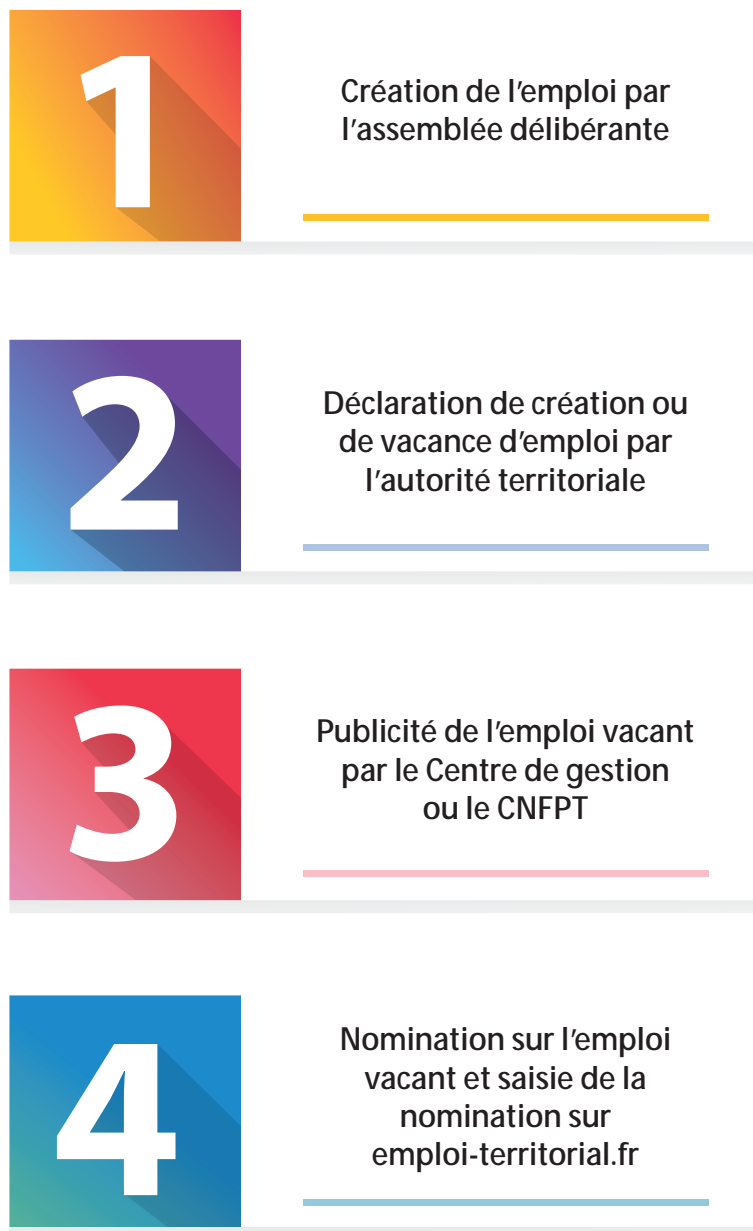 1
Création de l'emploi par
l'assemblée délibérante
2
Déclaration de création ou
de vacance d'emploi par
l'autorité territoriale
3
Publicité de l'emploi vacant
par le Centre de gestion
ou le CNFPT
4
Nomination sur l'emploi
vacant et saisie de la
nomination sur
emploi-territorial.fr